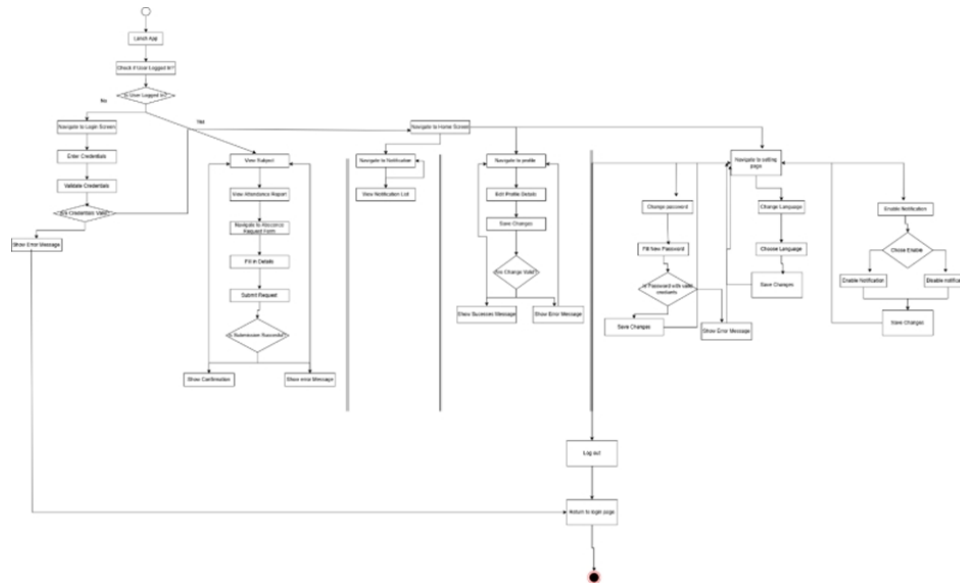 Lanch App
Check if User Logged In?
Is User Logged In?
No
Yes
Navigate to Login Screen
Navigate to Home Screen
Enter Credentials
Validate Credentials
Are Credentials Valid?
Show Error Message
View Subject
View Attendance Report
Navigate to
Request Form
Fill in Details
Submit Request
Is Submission
Show Confirmation
Show error Message
Navigate to Notification
View Notification List
Navigate to profile
Edit Profile Details
Save Changes
Are Change Valid?
Show Message
Show Error Message
Navigate to setting
page
Change password
Fill New Password
Is Password with
Save Changes
Show Error Message
Change Language
Choose Language
Save Changes
Enable Notification
Enable
Enable Notification
Save Changes
Log out
Return to login page